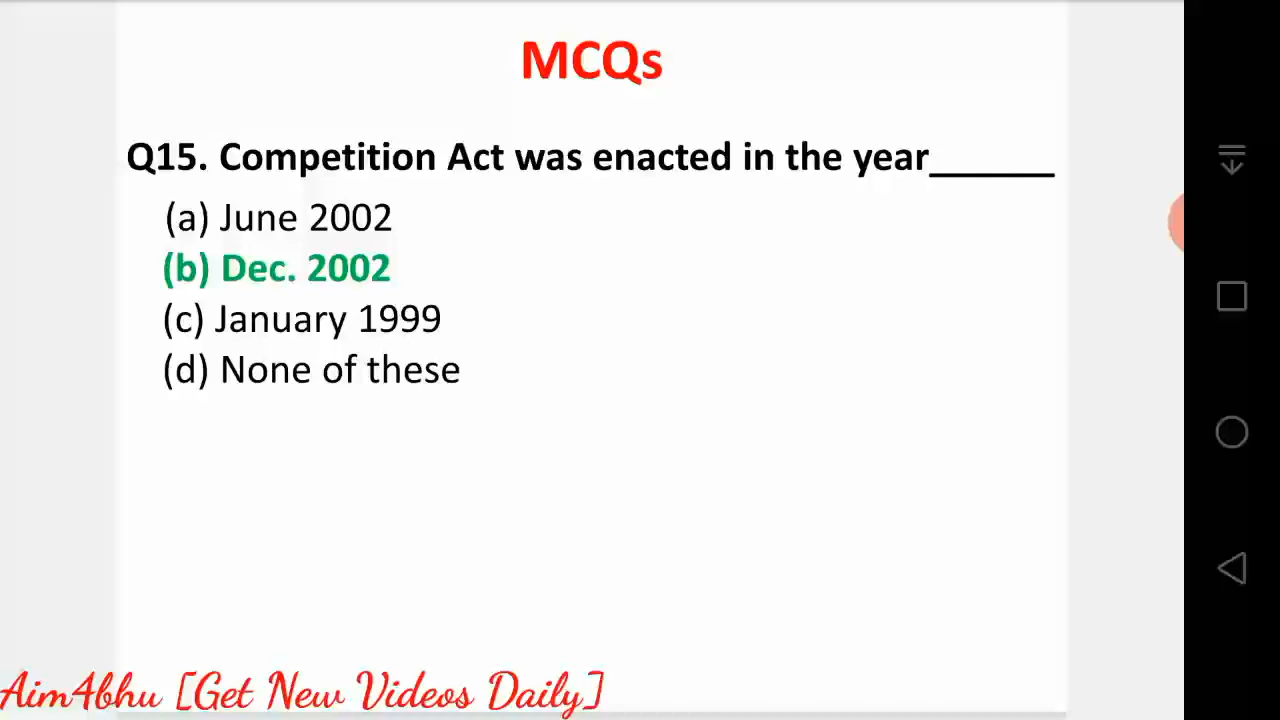 MCQs
Q15. Competition Act was enacted in the year______
(a) June 2002
(b) Dec. 2002
(c) January 1999
(d) None of these
Aim4bhu [Get New Videos Daily]